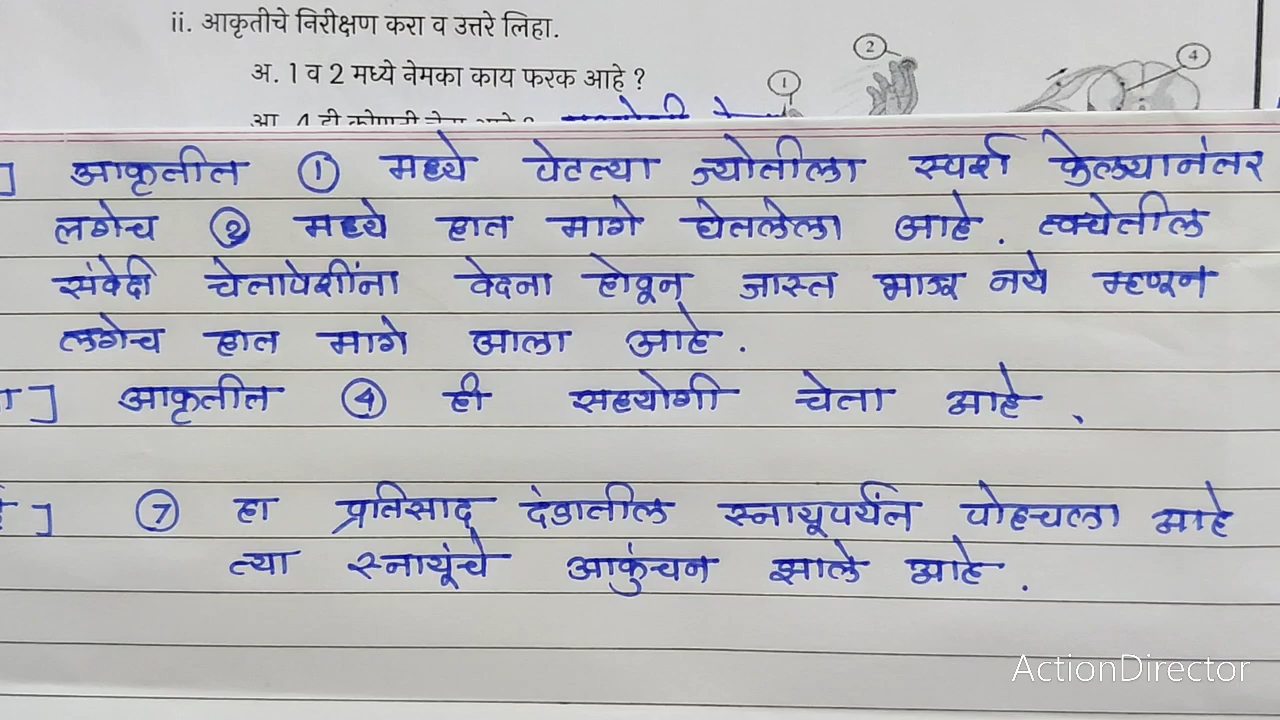 ii. आकृतीचे निरीक्षण करा व उत्तरे लिहा.
अ. 1 व 2 मध्ये नेमका काय फरक आहे ?
1
2
4
] आकृतीत ① मध्ये पेटत्या ज्योतीला स्पर्श केल्यानंतर
लगेच ② मध्ये हात मागे घेतलेला आहे. त्वचेतील
संवेदी चेतापेशींना वेदना होवून जास्त भाजू नये म्हणून
लगेच हात मागे आला आहे.
] आकृतीत ④ ही सहयोगी चेता आहे.
] ⑦ हा प्रतिसाद दंडातील स्नायूपर्यंत पोहचला आहे
त्या स्नायूंचे आकुंचन झाले आहे.
ActionDirector